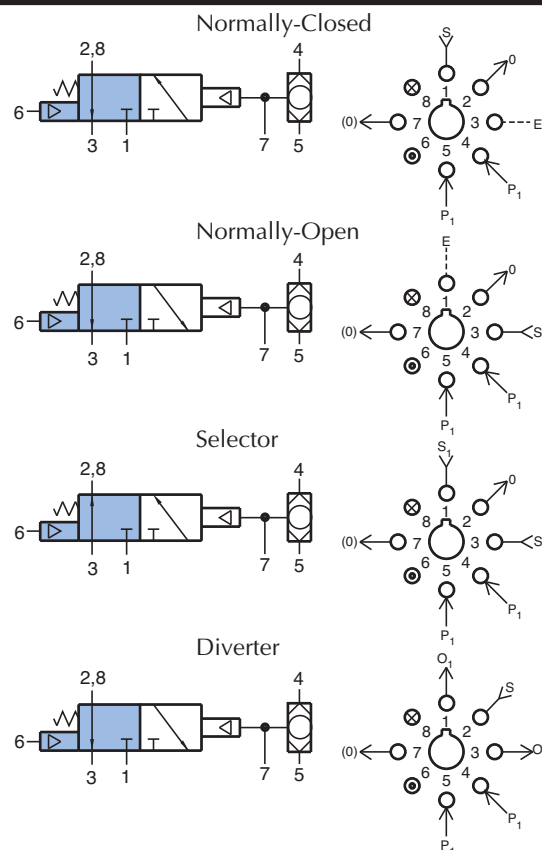 Normally-Closed
2,8 4
6
3 1 7 5
S
1
8 2 0
(0) 7 3 E
6 4
5 P₁
P₁
Normally-Open
2,8 4
6
3 1 7 5
E
1
8 2 0
(0) 7 3 S
6 4
5 P₁
P₁
Selector
2,8 4
6
3 1 7 5
S₁
1
8 2 0
(0) 7 3 S
6 4
5 P₁
P₁
Diverter
2,8 4
6
3 1 7 5
O₁
S
1
8 2
(0) 7 3 O
6 4
5 P₁
P₁